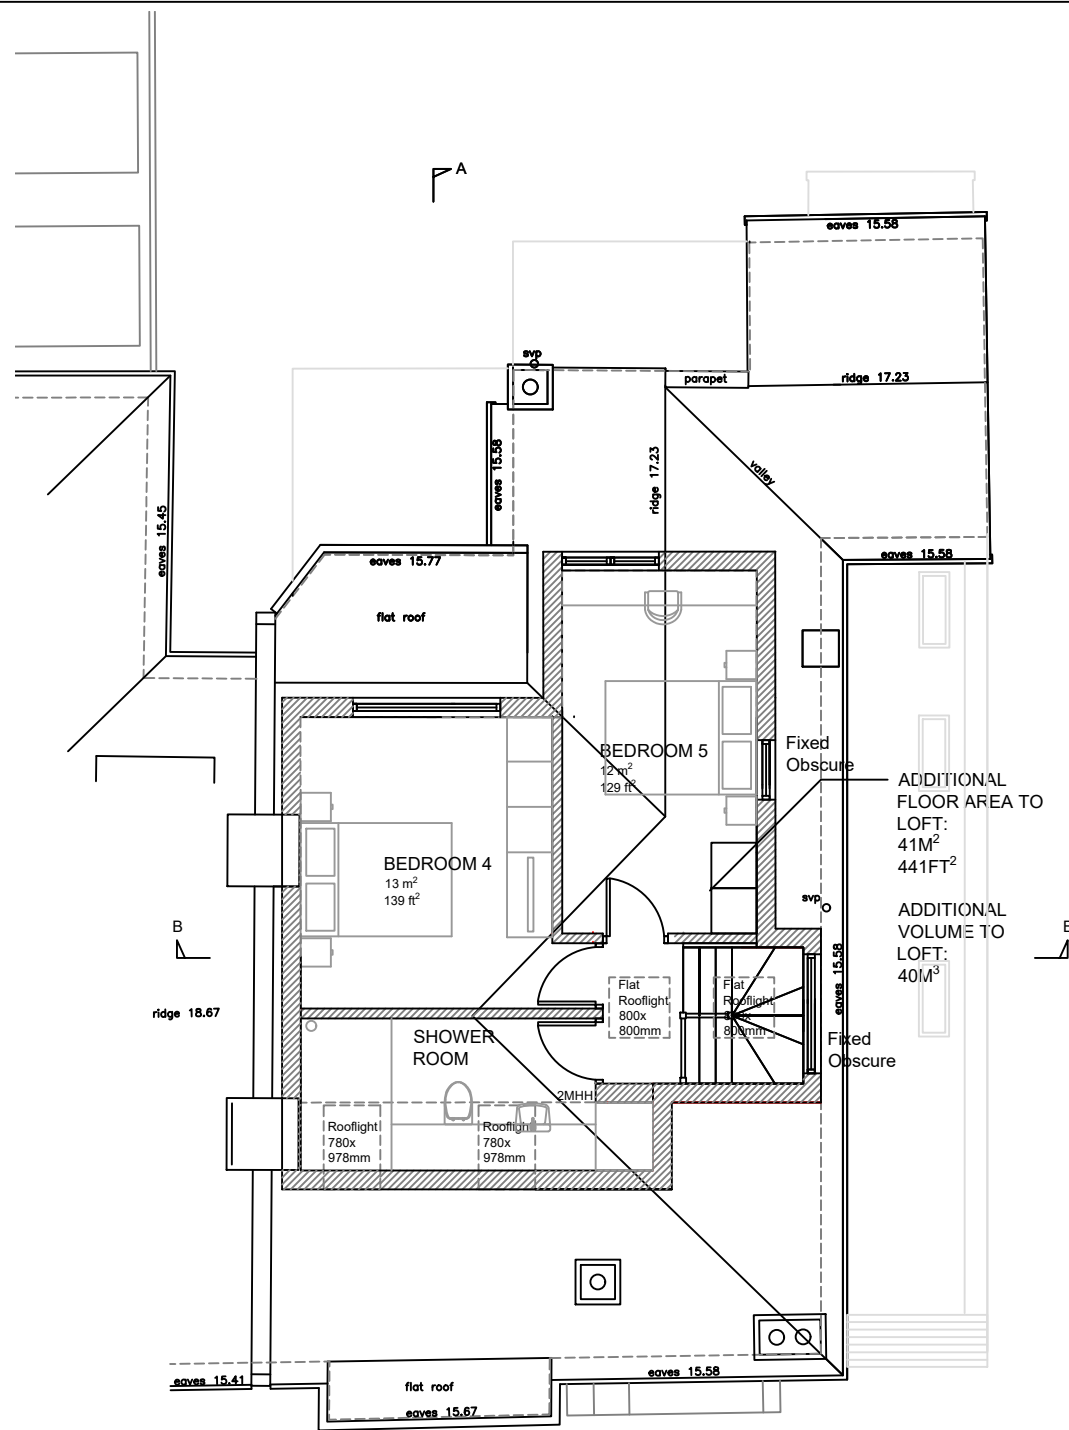 A
eaves 15.58
svp
parapet
ridge 17.23
eaves 15.58
ridge 17.23
valley
eaves 15.45
eaves 15.77
eaves 15.58
flat roof
BEDROOM 5
12 m²
129 ft²
Fixed
Obscure
ADDITIONAL
FLOOR AREA TO
LOFT:
41M²
441FT²
ADDITIONAL
VOLUME TO
LOFT:
40M³
BEDROOM 4
13 m²
139 ft²
svp
B
eaves 15.58
Flat
Rooflight
800x
800mm
Flat
Rooflight
800x
800mm
ridge 18.67
SHOWER
ROOM
Fixed
Obscure
2MHH
Rooflight
780x
978mm
Rooflight
780x
978mm
eaves 15.41
flat roof
eaves 15.67
eaves 15.58